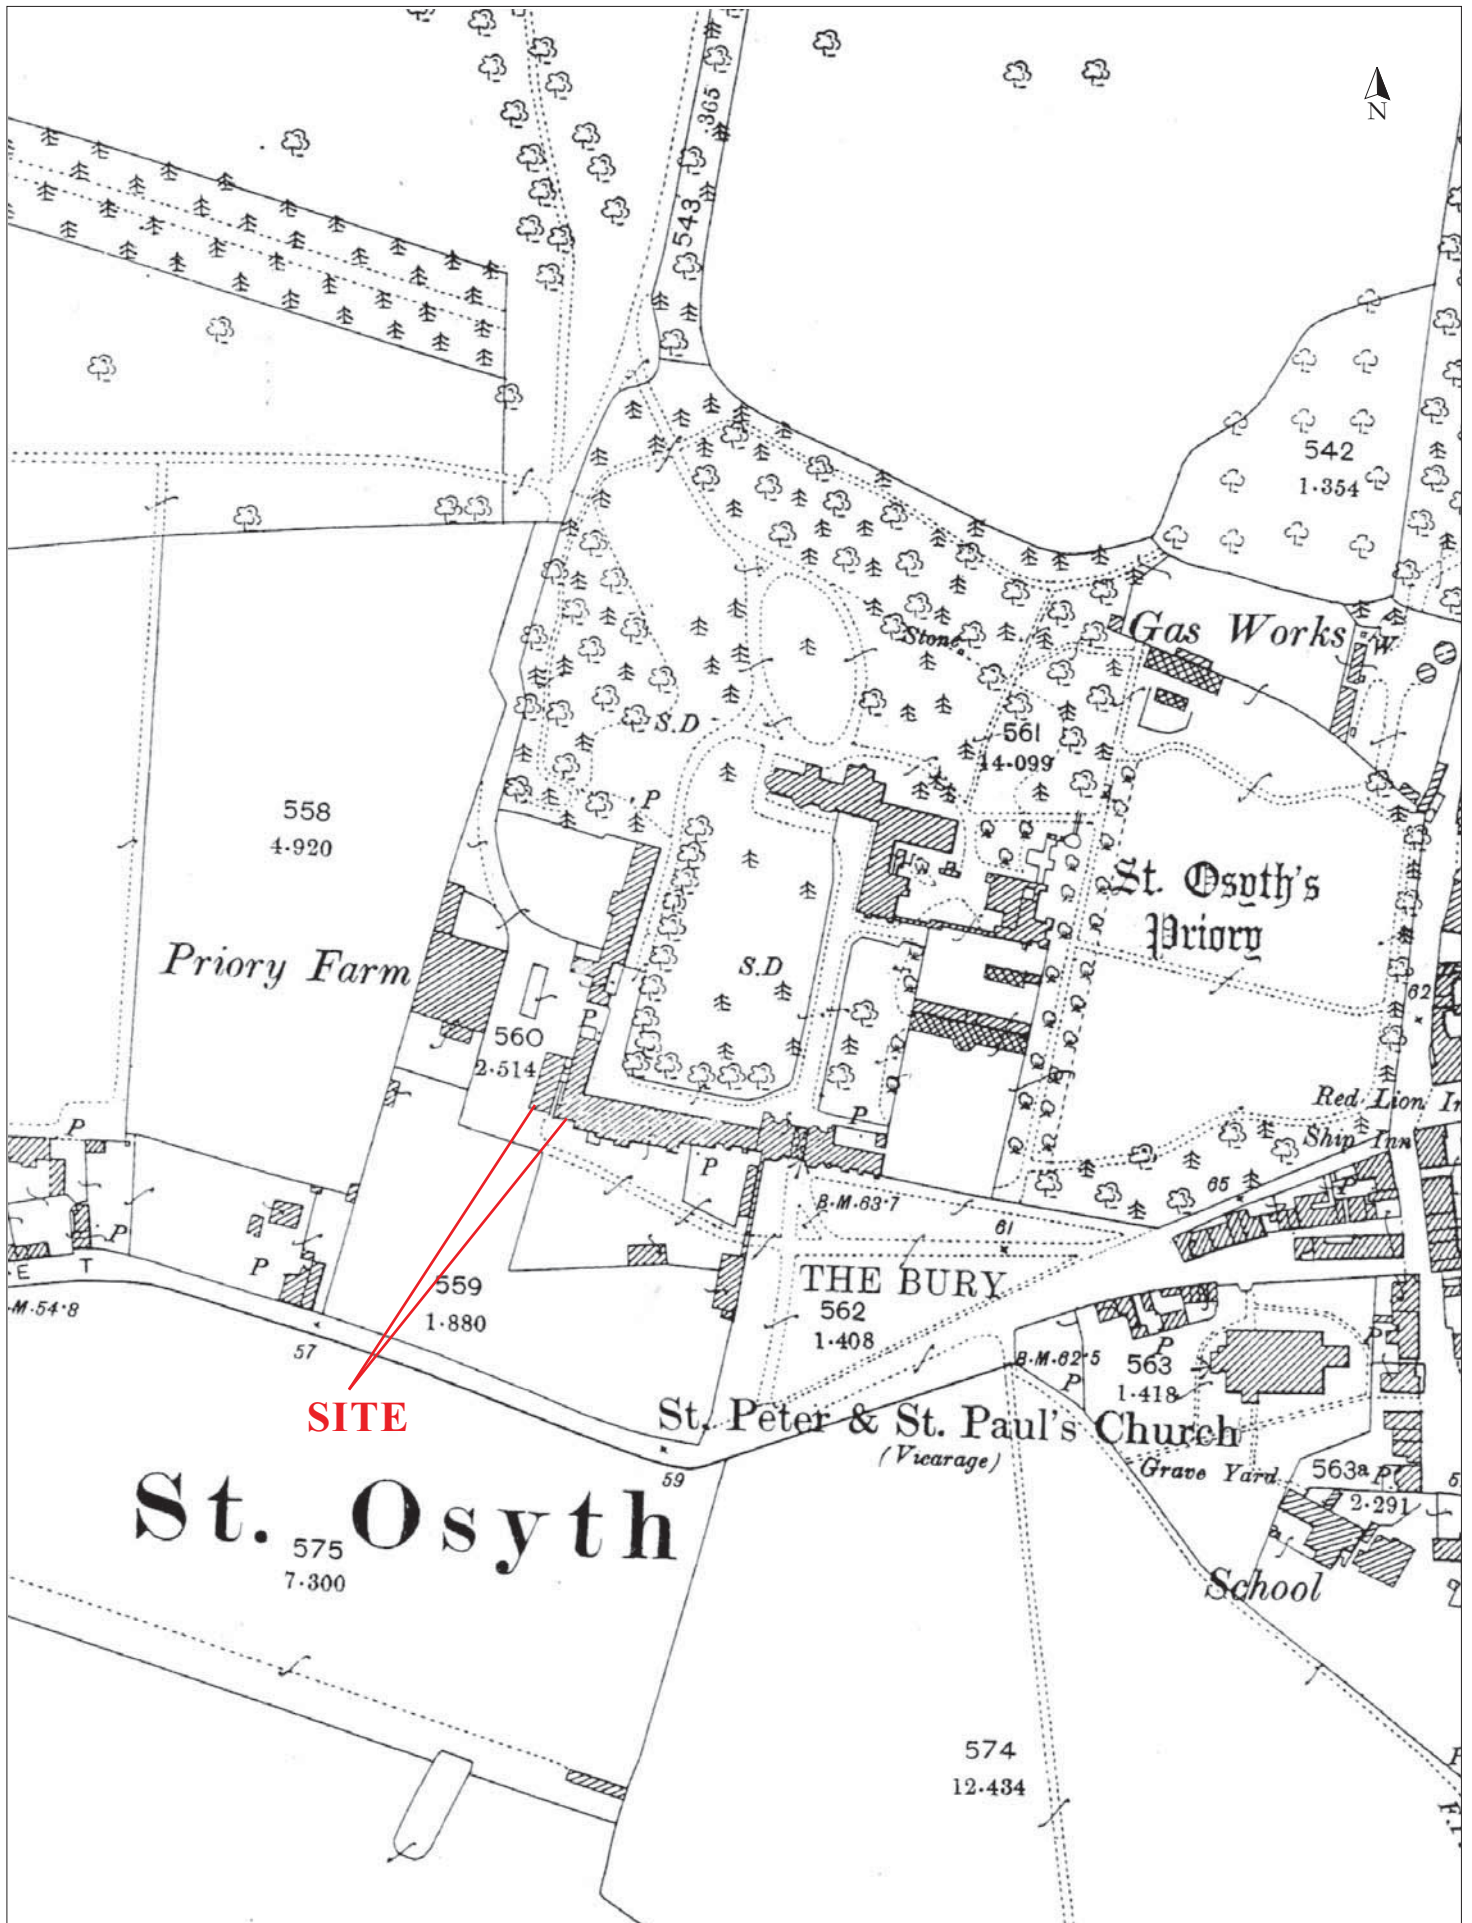 N
.365
543
542
1.354
Gas Works
W
Stone
S.D
561
14.099
P
558
4.920
St. Osyth's
Priory
Priory Farm
S.D
62
P
560
2.514
Red Lion In
P
P
Ship Inn
P
P
65
P
B.M.63.7
61
P
P
E T
THE BURY
.M.54.8
559
1.880
562
1.408
57
B.M.62.5
563
P
P
P
1.418
SITE
St. Peter & St. Paul's Church
(Vicarage)
Grave Yard
563a
P.
59
2.291
St. Osyth
575
7.300
School
574
12.434